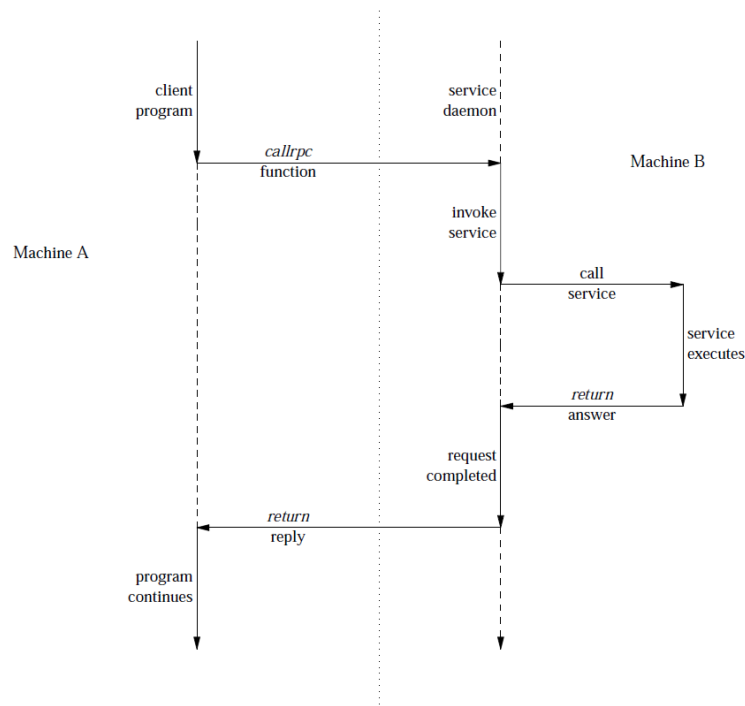 client
program
service
daemon
callrpc
function
Machine B
invoke
service
Machine A
call
service
service
executes
return
answer
request
completed
return
reply
program
continues